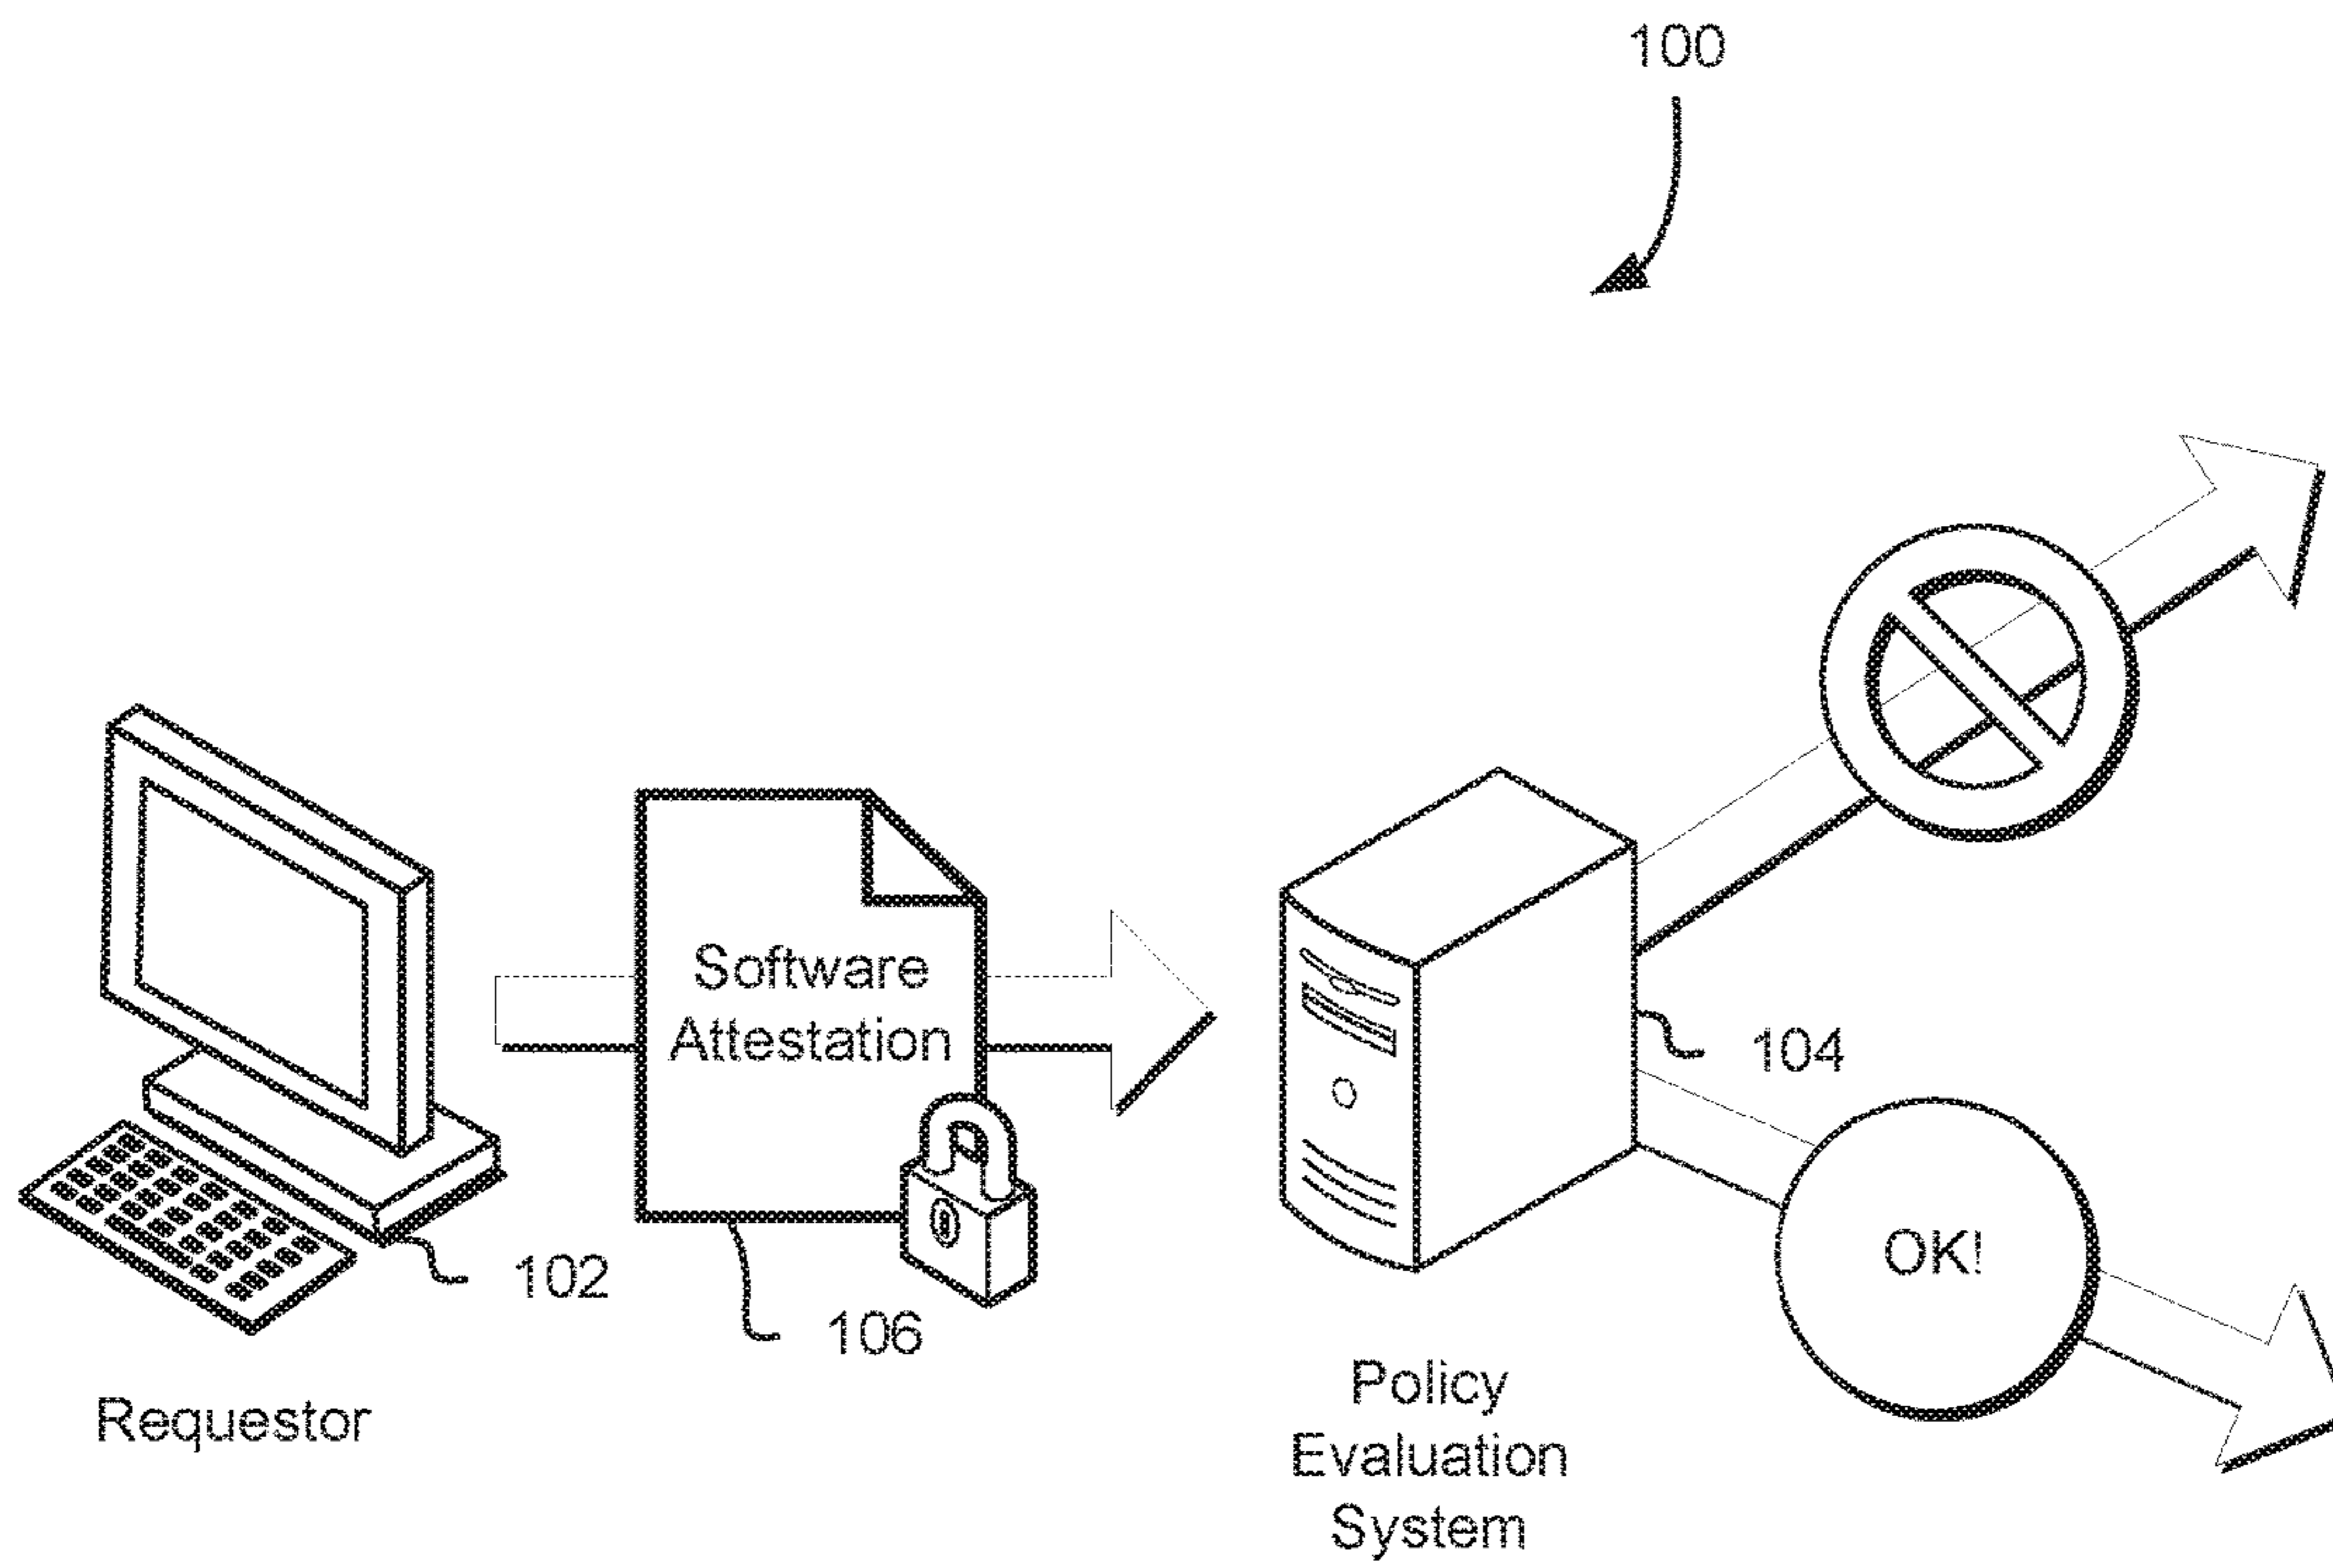 100
Software
Attestation
104
102
106
OK!
Requestor
Policy
Evaluation
System